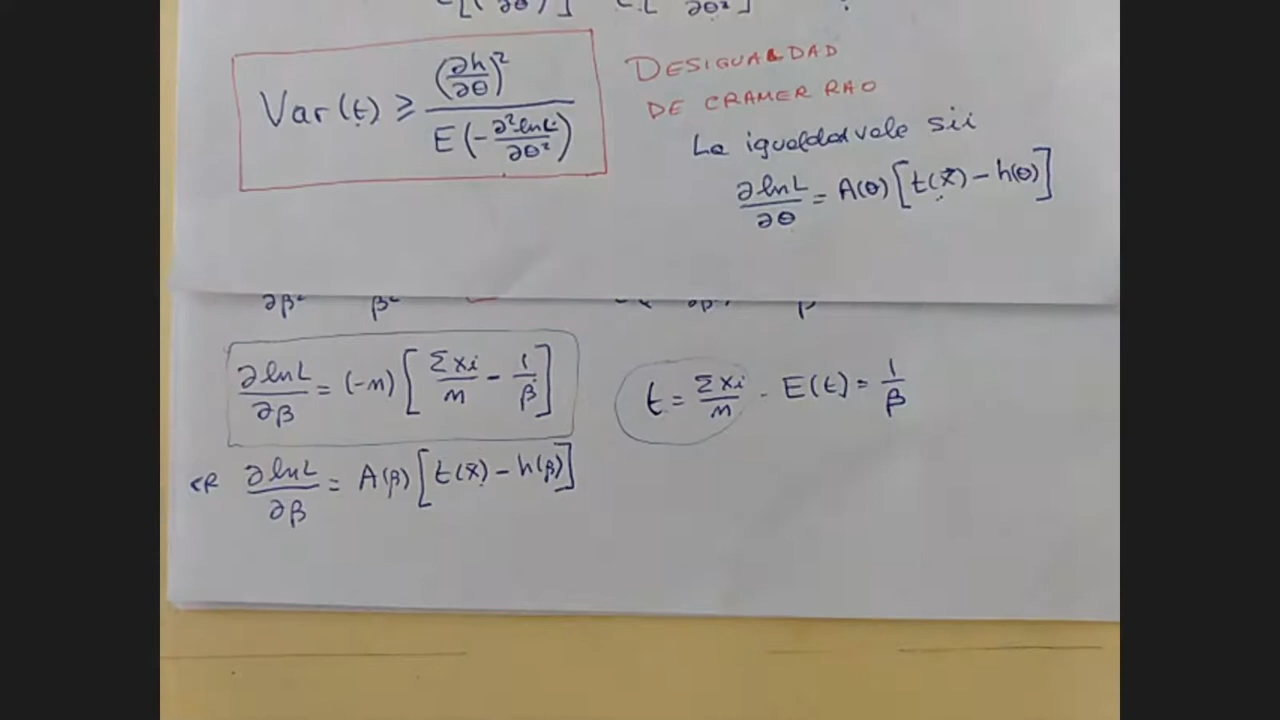 Var(t) ≥ (∂h/∂θ)² / E(-∂²lnL/∂θ²)
DESIGUALDAD
DE CRAMER RAO
La igualdad vale sii
∂lnL/∂θ = A(θ) [t(x̄) - h(θ)]
∂lnL/∂β = (-n) [Σxi/n - 1/β]
t = Σxi/n · E(t) = 1/β
CR ∂lnL/∂β = A(β) [t(x̄) - h(β)]